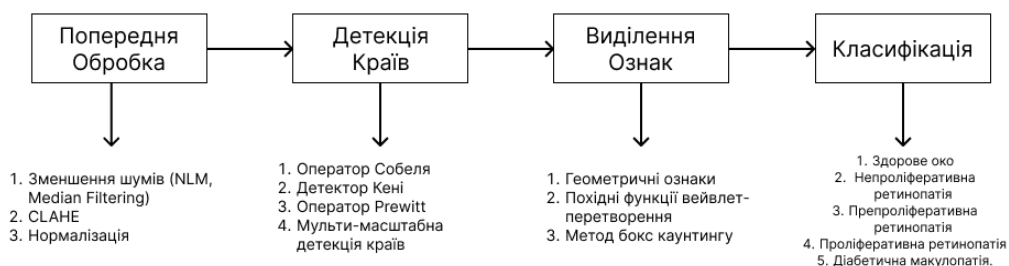 Попередня
Обробка
Детекція
Країв
Виділення
Ознак
Класифікація
1. Зменшення шумів (NLM,
Median Filtering)
2. CLAHE
3. Нормалізація
1. Оператор Собеля
2. Детектор Кені
3. Оператор Prewitt
4. Мульти-масштабна
детекція країв
1. Геометричні ознаки
2. Похідні функції вейвлет-
перетворення
3. Метод бокс каунтингу
1. Здорове око
2. Непроліферативна
ретинопатія
3. Препроліферативна
ретинопатія
4. Проліферативна ретинопатія
5. Діабетична макулопатія.